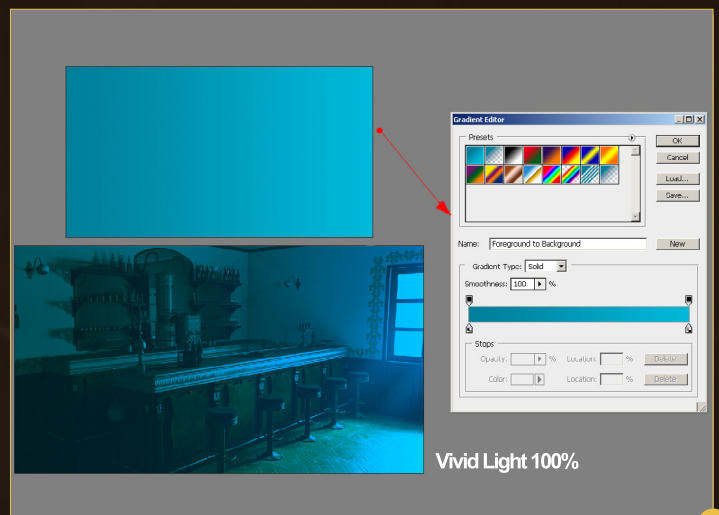 Gradient Editor
Presets
OK
Cancel
Load...
Save...
Name: Foreground to Background New
Gradient Type: Solid
Smoothness: 100 %
Stops
Opacity: % Location: % Delete
Color: Location: % Delete
Vivid Light 100%